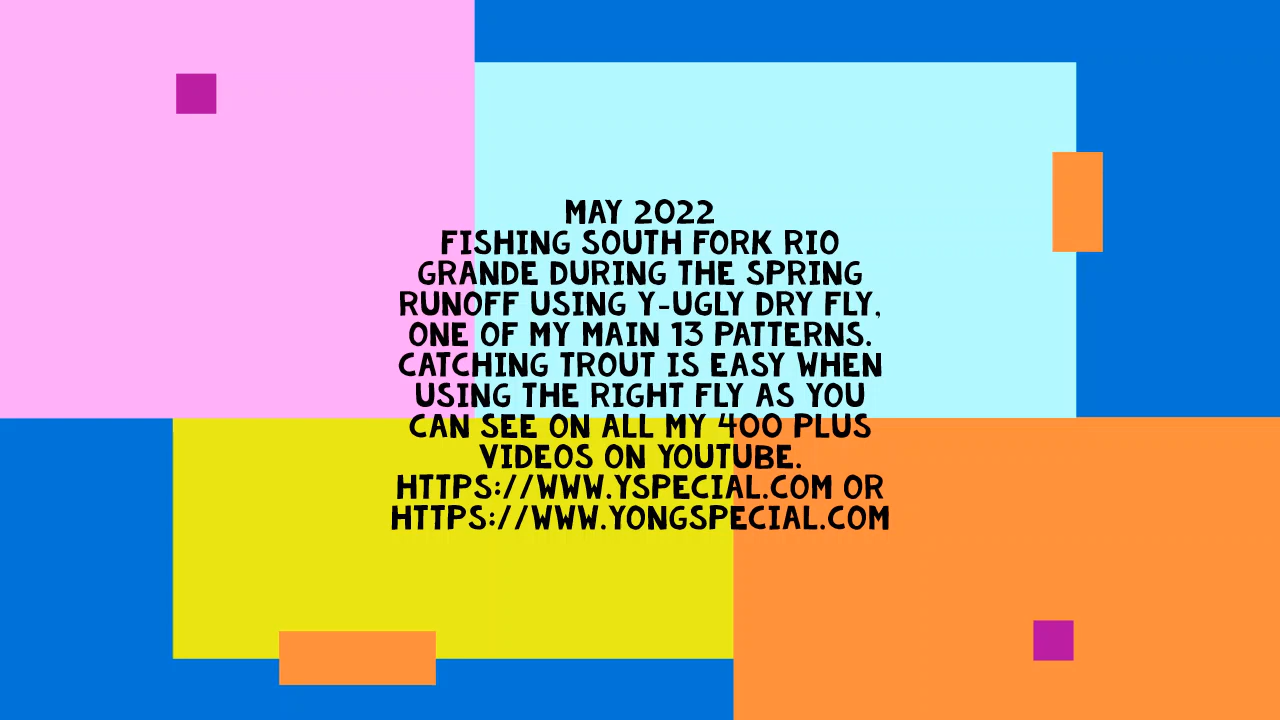 MAY 2022
FISHING SOUTH FORK RIO
GRANDE DURING THE SPRING
RUNOFF USING Y-UGLY DRY FLY,
ONE OF MY MAIN 13 PATTERNS.
CATCHING TROUT IS EASY WHEN
USING THE RIGHT FLY AS YOU
CAN SEE ON ALL MY 400 PLUS
VIDEOS ON YOUTUBE.
HTTPS://WWW.YSPECIAL.COM OR
HTTPS://WWW.YONGSPECIAL.COM